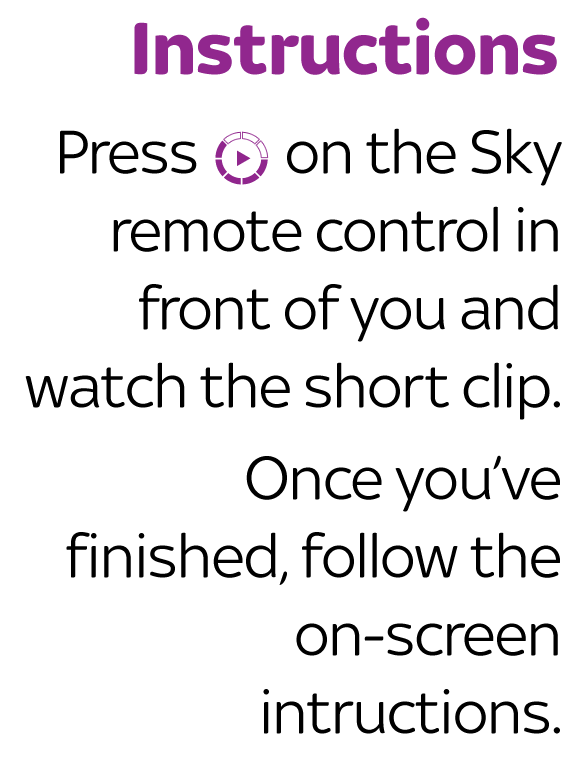 Instructions
Press on the Sky
remote control in
front of you and
watch the short clip.
Once you’ve
finished, follow the
on-screen
intructions.